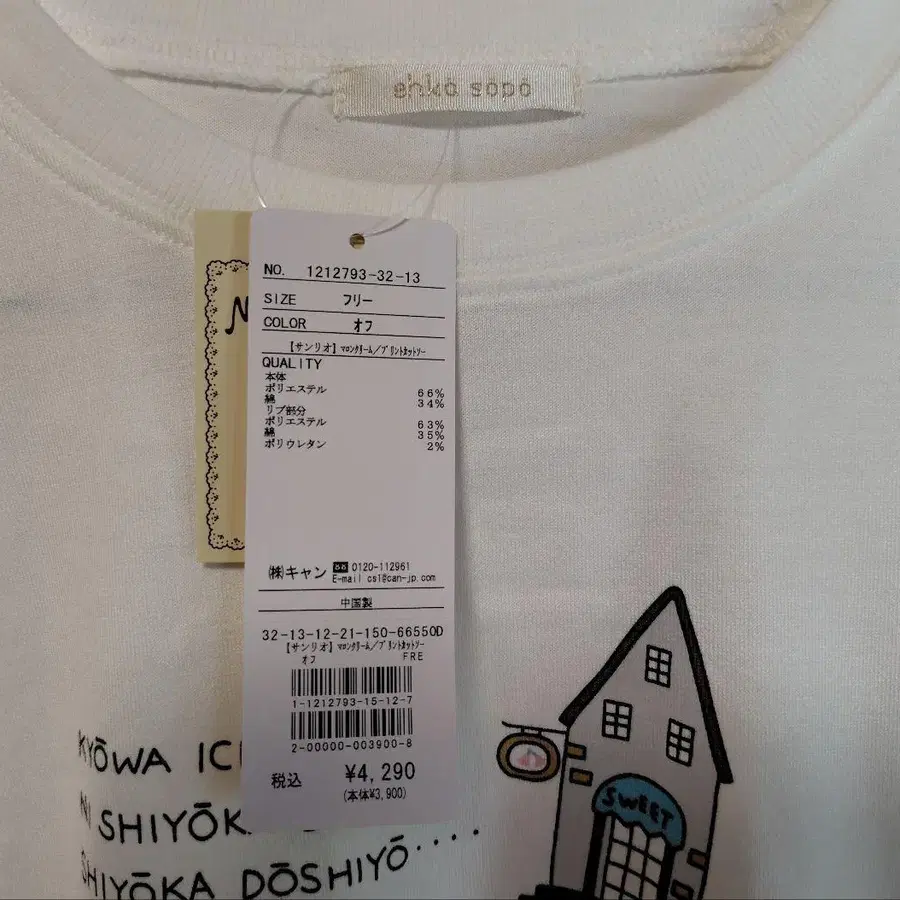 ehka sopo
NO. 1212793-32-13
SIZE フリー
COLOR オフ
【サンリオ】マロンクリーム/プリントカットソー
QUALITY
本体
ポリエステル 66%
綿 34%
リブ部分
ポリエステル 63%
綿 35%
ポリウレタン 2%
㈱キャン 0120-112961
E-mail cs1@can-jp.com
中国製
32-13-12-21-150-66550D
【サンリオ】マロンクリーム/プリントカットソー
オフ FRE
1-1212793-15-12-7
2-00000-003900-8
税込 ¥4,290
(本体¥3,900)
SWEET
KYŌWA
NI SHIYŌK
SHIYŌKA DŌSHIYŌ....